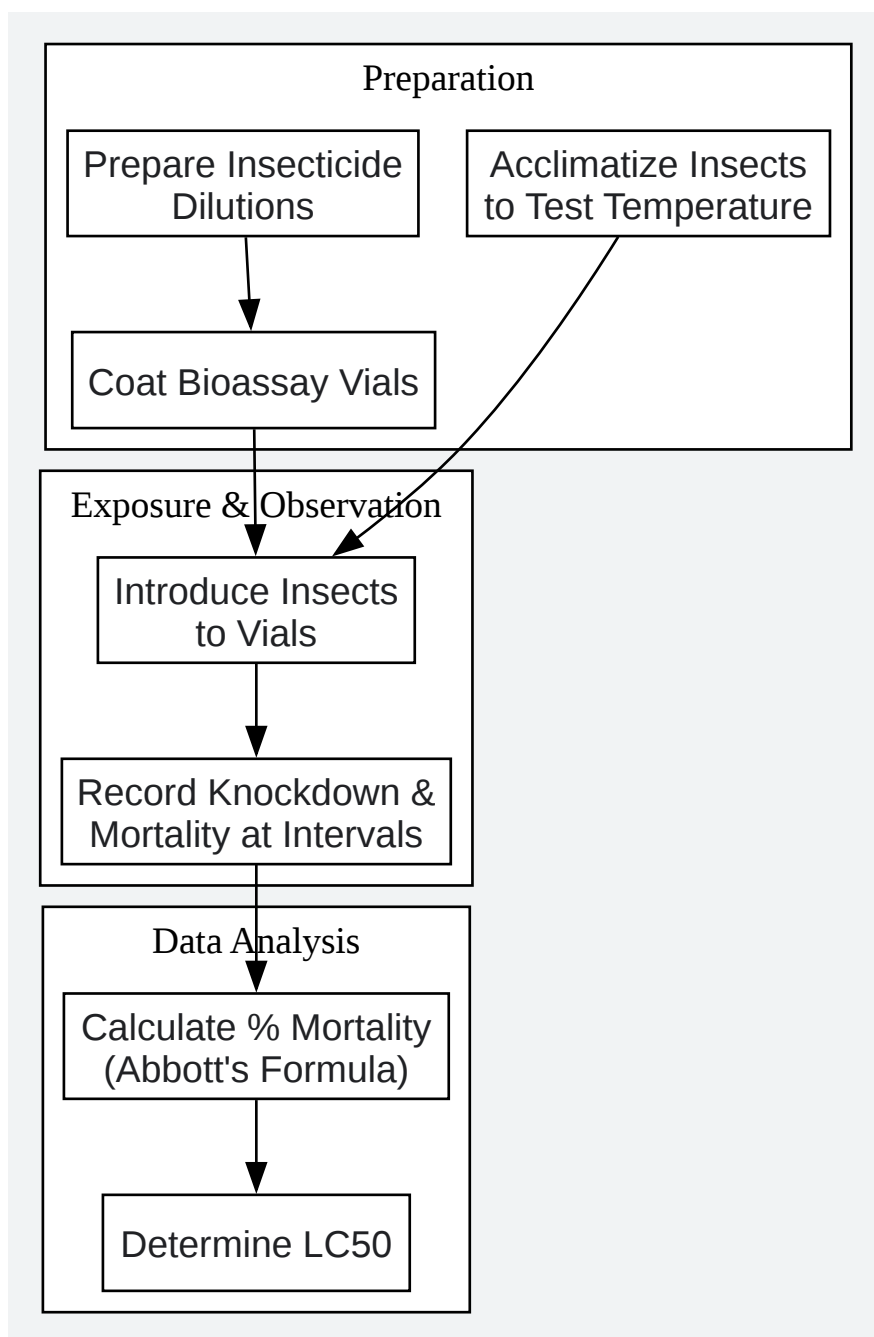 Preparation
Prepare Insecticide
Dilutions
Acclimatize Insects
to Test Temperature
Coat Bioassay Vials
Exposure & Observation
Introduce Insects
to Vials
Record Knockdown &
Mortality at Intervals
Data Analysis
Calculate % Mortality
(Abbott's Formula)
Determine LC50